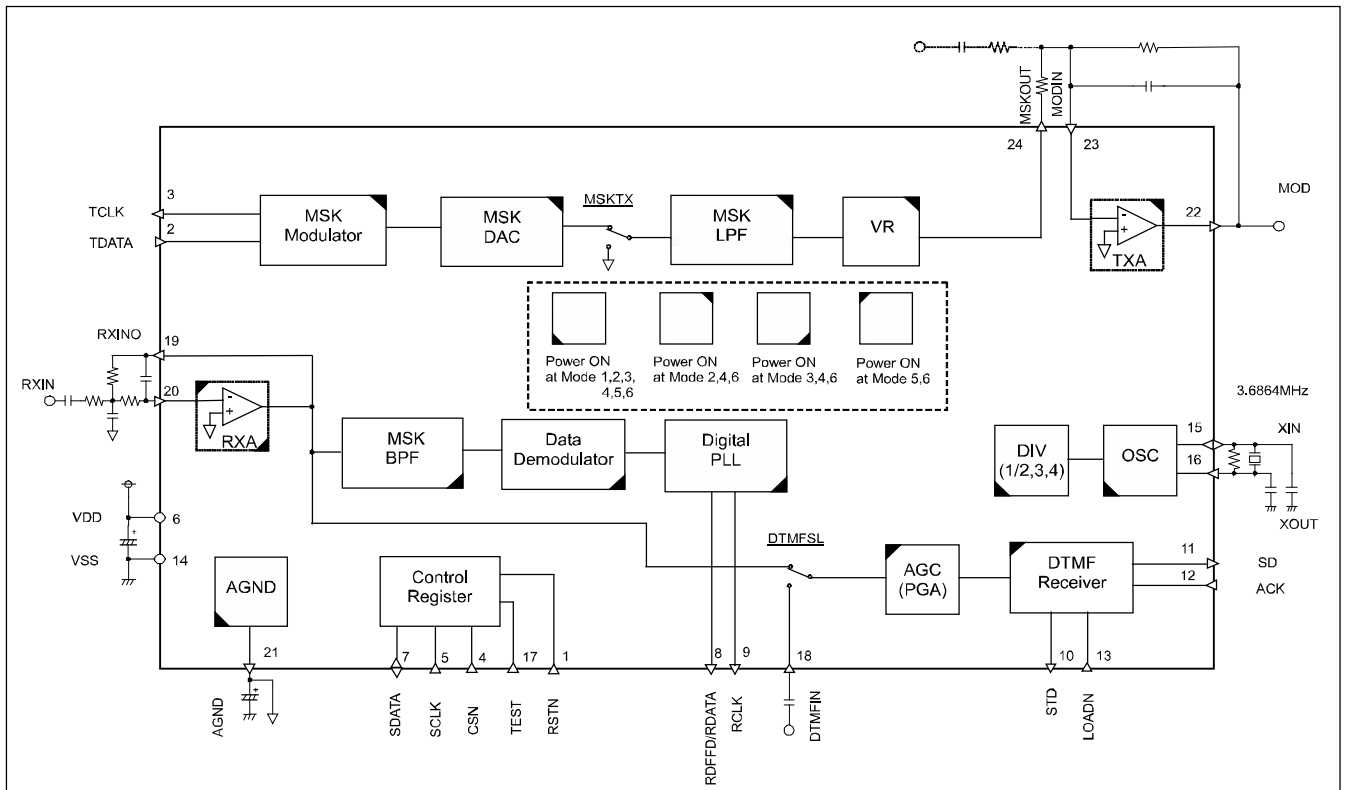 MSKOUT
MODIN
24
23
MOD
22
TXA
-
+
3
TCLK
2
TDATA
MSK
Modulator
MSK
DAC
MSKTX
MSK
LPF
VR
Power ON
at Mode 1,2,3,
4,5,6
Power ON
at Mode 2,4,6
Power ON
at Mode 3,4,6
Power ON
at Mode 5,6
RXINO
19
RXIN
20
-
+
RXA
MSK
BPF
Data
Demodulator
Digital
PLL
3.6864MHz
DIV
(1/2,3,4)
OSC
15
XIN
16
XOUT
VDD
6
+
VSS
14
AGND
21
+
AGND
Control
Register
7
5
4
17
1
SDATA
SCLK
CSN
TEST
RSTN
8
9
RDFFD/RDATA
RCLK
DTMFSL
18
DTMFIN
AGC
(PGA)
DTMF
Receiver
11
SD
12
ACK
10
13
STD
LOADN